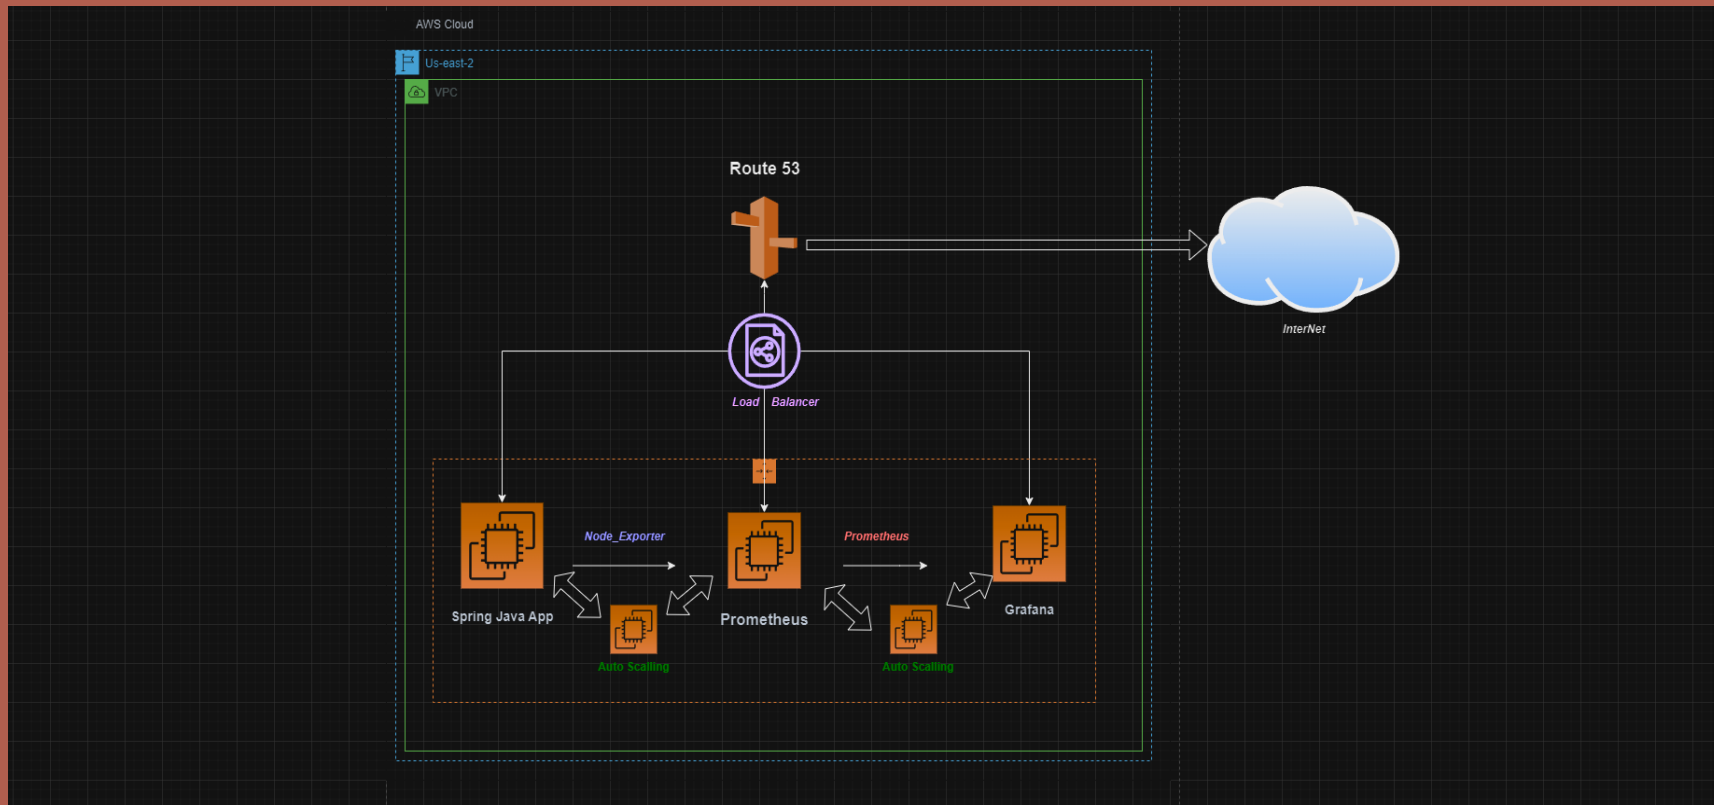 AWS Cloud
Us-east-2
VPC
Route 53
InterNet
Load Balancer
Node_Exporter
Prometheus
Spring Java App
Prometheus
Grafana
Auto Scalling
Auto Scalling